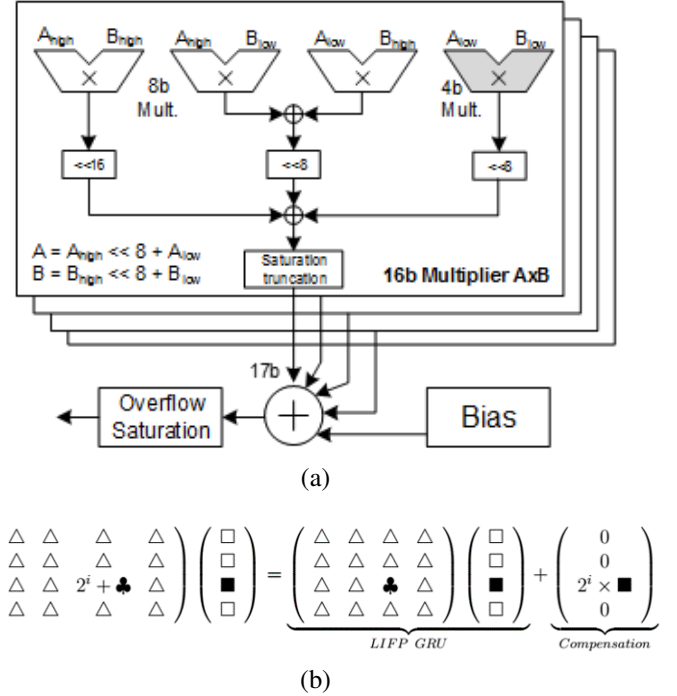 A_high B_high A_high B_low A_low B_high A_low B_low
× × × ×
8b Mult. 4b Mult.
<<16 <<8 <<6
A = A_high << 8 + A_low
B = B_high << 8 + B_low
Saturation truncation
16b Multiplier AxB
17b
Overflow Saturation
+
Bias
(a)
△ △ △ △ ) ( □ ) = ( △ △ △ △ ) ( □ ) + ( 0 )
△ △ △ △ □ △ △ △ △ □ 0
△ △ 2^i + ♣ △ ■ △ △ ♣ △ ■ 2^i × ■
△ △ △ △ □ △ △ △ △ □ 0
LIFP GRU Compensation
(b)